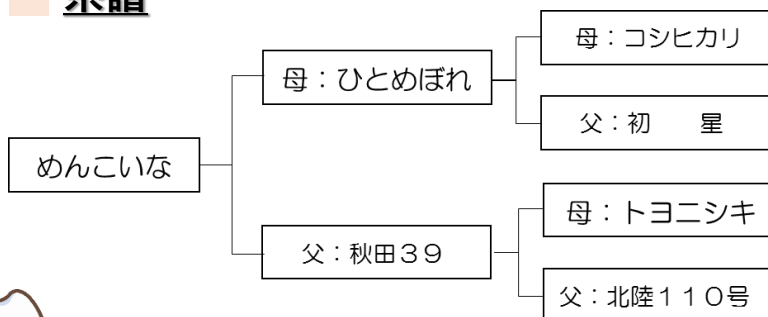 系譜
母：コシヒカリ
母：ひとめぼれ
父：初　星
めんこいな
母：トヨニシキ
父：秋田３９
父：北陸１１０号